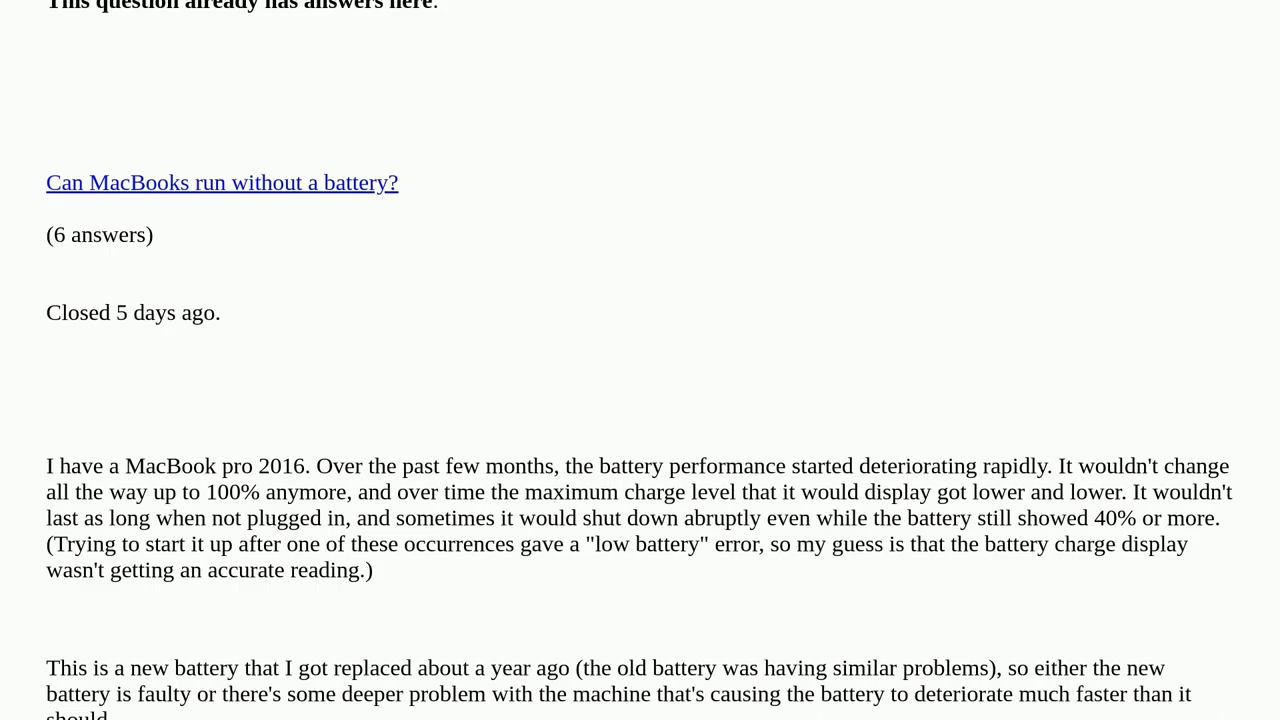 This question already has answers here:
Can MacBooks run without a battery?
(6 answers)
Closed 5 days ago.
I have a MacBook pro 2016. Over the past few months, the battery performance started deteriorating rapidly. It wouldn't change
all the way up to 100% anymore, and over time the maximum charge level that it would display got lower and lower. It wouldn't
last as long when not plugged in, and sometimes it would shut down abruptly even while the battery still showed 40% or more.
(Trying to start it up after one of these occurrences gave a "low battery" error, so my guess is that the battery charge display
wasn't getting an accurate reading.)
This is a new battery that I got replaced about a year ago (the old battery was having similar problems), so either the new
battery is faulty or there's some deeper problem with the machine that's causing the battery to deteriorate much faster than it
should.